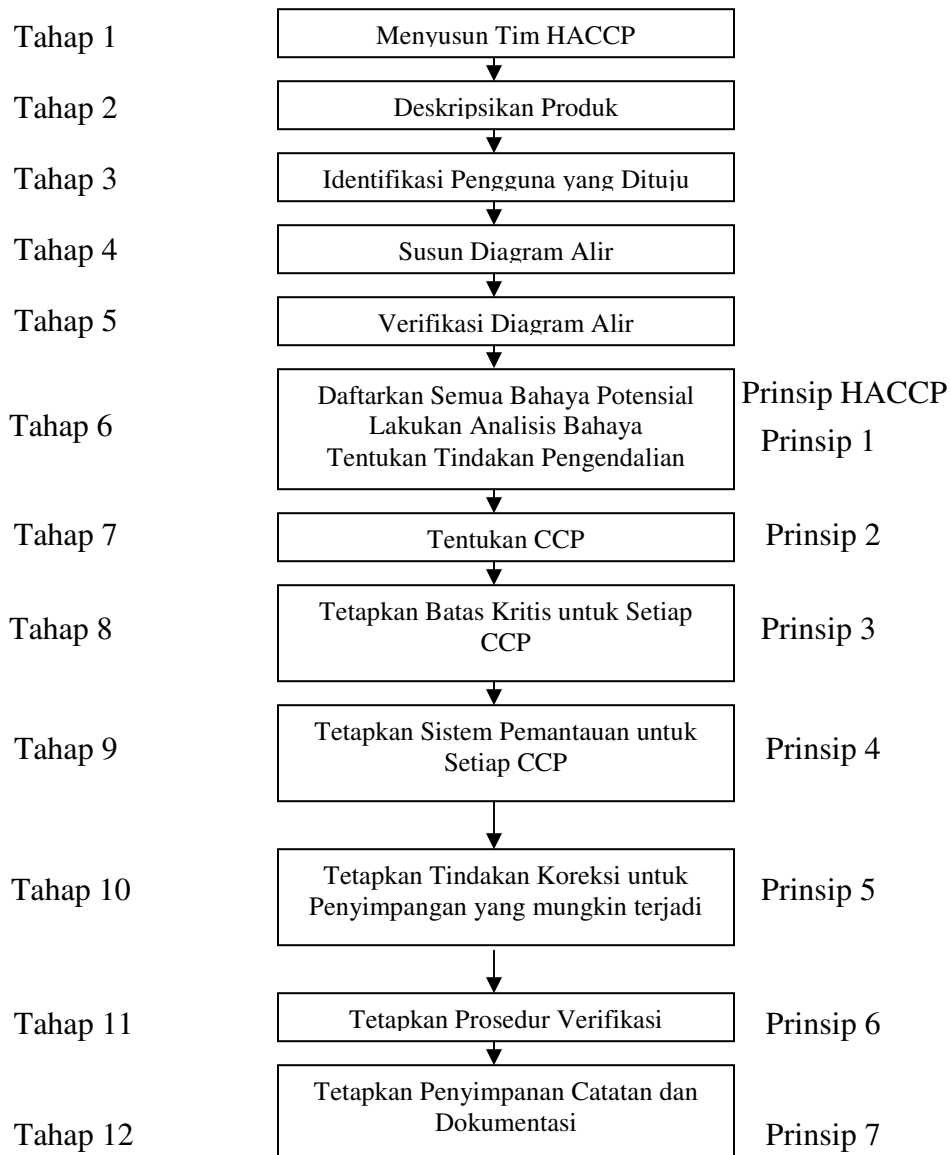 Tahap 1
Menyusun Tim HACCP
Tahap 2
Deskripsikan Produk
Tahap 3
Identifikasi Pengguna yang Dituju
Tahap 4
Susun Diagram Alir
Tahap 5
Verifikasi Diagram Alir
Prinsip HACCP
Tahap 6
Daftarkan Semua Bahaya Potensial
Lakukan Analisis Bahaya
Tentukan Tindakan Pengendalian
Prinsip 1
Tahap 7
Tentukan CCP
Prinsip 2
Tahap 8
Tetapkan Batas Kritis untuk Setiap
CCP
Prinsip 3
Tahap 9
Tetapkan Sistem Pemantauan untuk
Setiap CCP
Prinsip 4
Tahap 10
Tetapkan Tindakan Koreksi untuk
Penyimpangan yang mungkin terjadi
Prinsip 5
Tahap 11
Tetapkan Prosedur Verifikasi
Prinsip 6
Tahap 12
Tetapkan Penyimpanan Catatan dan
Dokumentasi
Prinsip 7